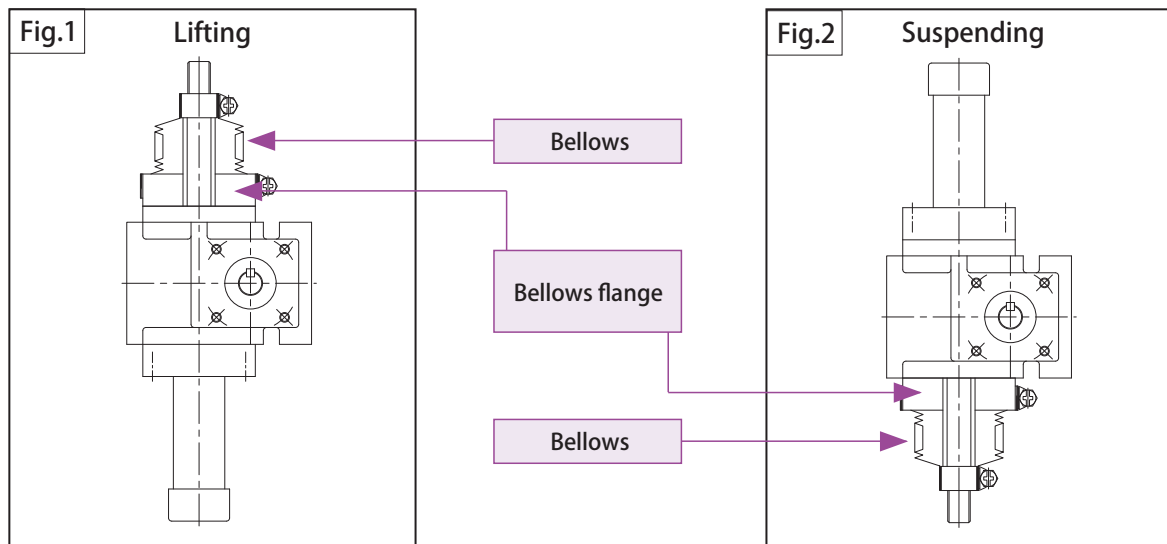 Fig.1
Lifting
Fig.2
Suspending
Bellows
Bellows flange
Bellows